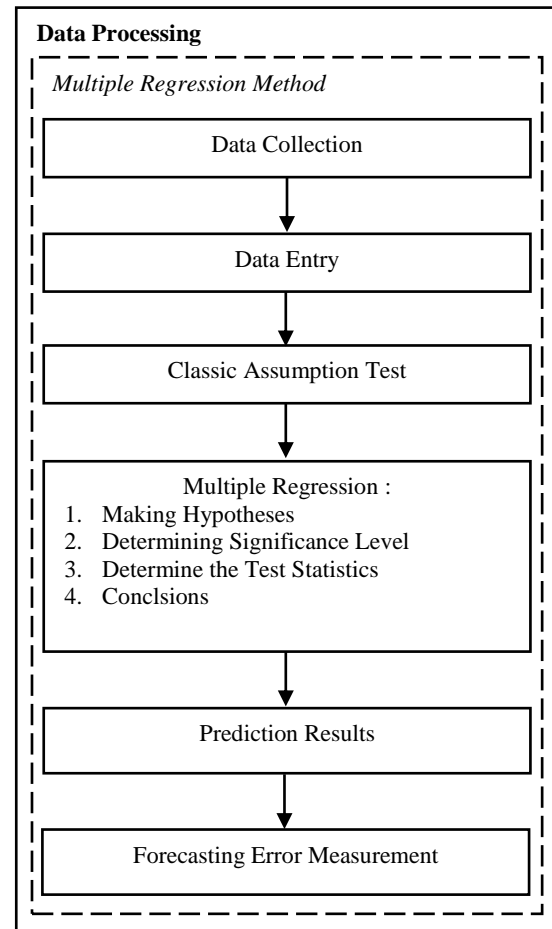 Data Processing
Multiple Regression Method
Data Collection
Data Entry
Classic Assumption Test
Multiple Regression :
1. Making Hypotheses
2. Determining Significance Level
3. Determine the Test Statistics
4. Conclsions
Prediction Results
Forecasting Error Measurement